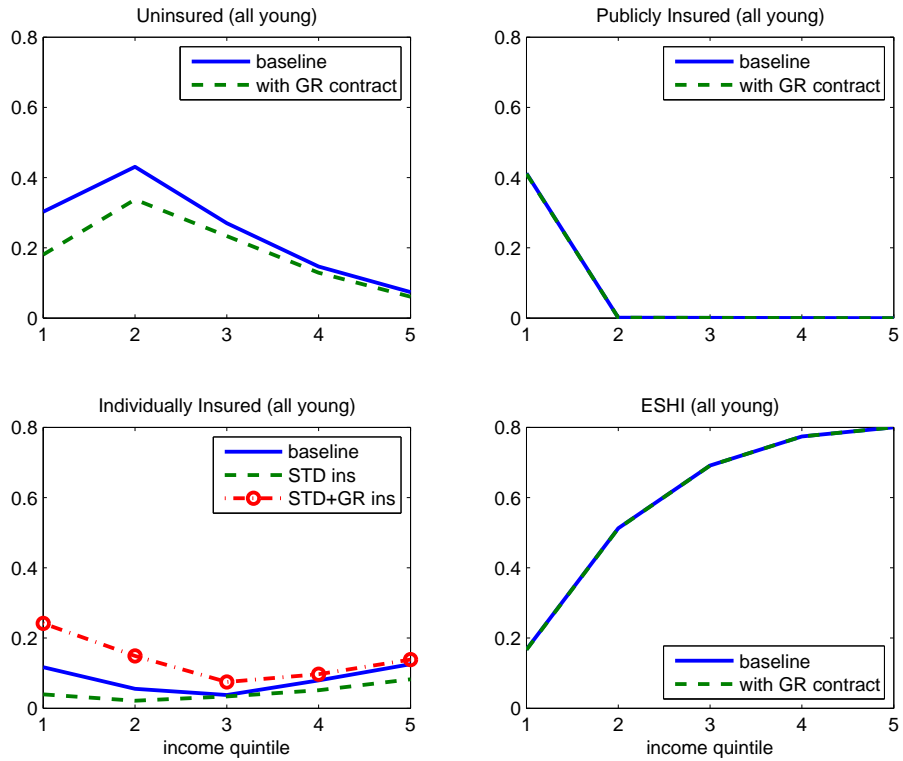 Uninsured (all young)
0.8
0.6
0.4
0.2
0
1 2 3 4 5
baseline
with GR contract
Publicly Insured (all young)
0.8
0.6
0.4
0.2
0
1 2 3 4 5
baseline
with GR contract
Individually Insured (all young)
0.8
0.6
0.4
0.2
0
1 2 3 4 5
income quintile
baseline
STD ins
STD+GR ins
ESHI (all young)
0.8
0.6
0.4
0.2
0
1 2 3 4 5
income quintile
baseline
with GR contract